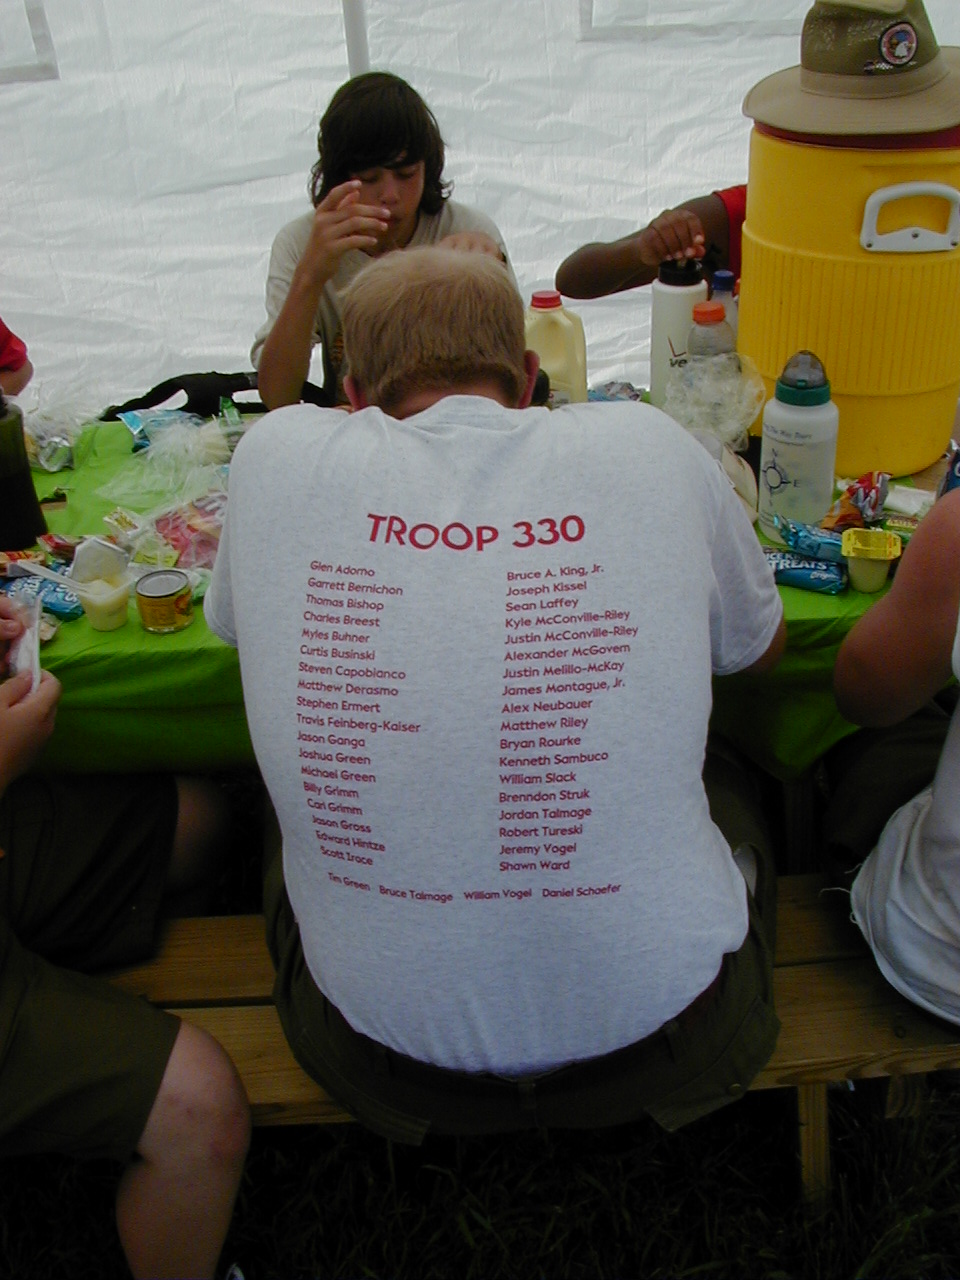 TROOP 330
Glen Adorno
Garrett Bernichon
Thomas Bishop
Charles Breest
Myles Buhner
Curtis Businski
Steven Capobianco
Matthew Derasmo
Stephen Ermert
Travis Feinberg-Kaiser
Jason Ganga
Joshua Green
Michael Green
Billy Grimm
Carl Grimm
Jason Gross
Edward Hintze
Scott Irace
Bruce A. King, Jr.
Joseph Kissel
Sean Laffey
Kyle McConville-Riley
Justin McConville-Riley
Alexander McGovern
Justin Melillo-McKay
James Montague, Jr.
Alex Neubauer
Matthew Riley
Bryan Rourke
Kenneth Sambuco
William Slack
Brenndon Struk
Jordan Talmage
Robert Tureski
Jeremy Vogel
Shawn Ward
Tim Green Bruce Talmage William Vogel Daniel Schaefer
ve
N
E
TREATS